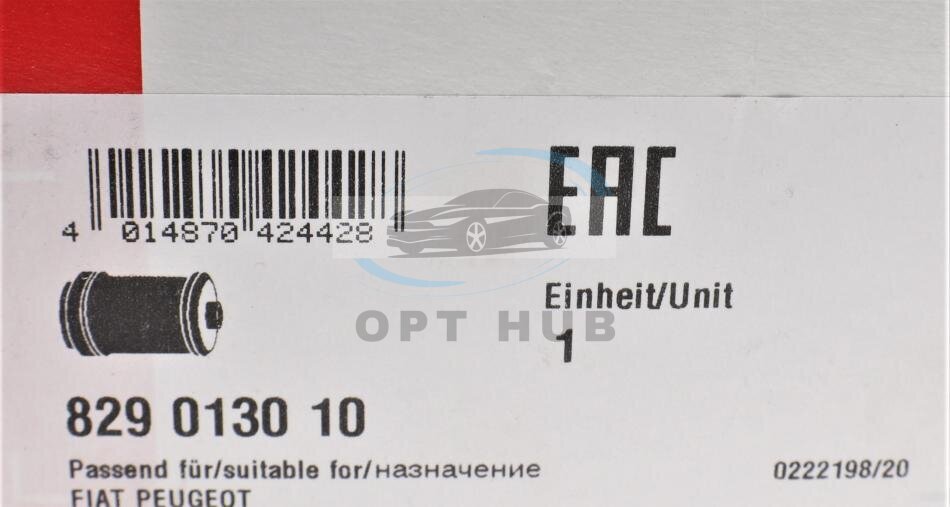 EAC
4 014870 424428
Einheit/Unit
OPT HUB
1
829 0130 10
Passend für/suitable for/назначение
0222198/20
FIAT PEUGEOT